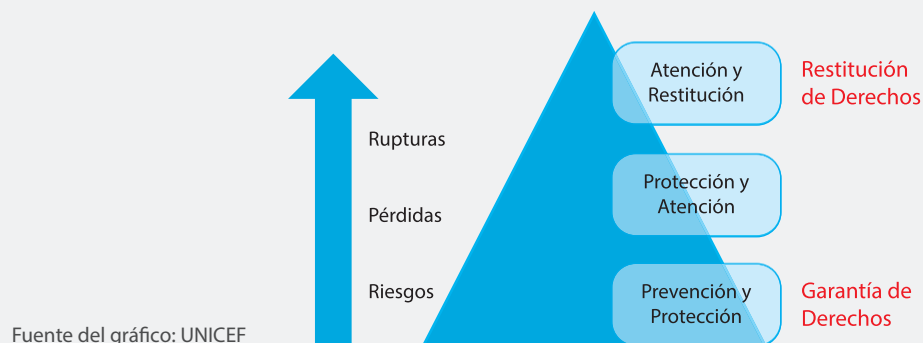 Atención y
Restitución
Restitución
de Derechos
Rupturas
Protección y
Atención
Pérdidas
Prevención y
Protección
Garantía de
Derechos
Riesgos
Fuente del gráfico: UNICEF